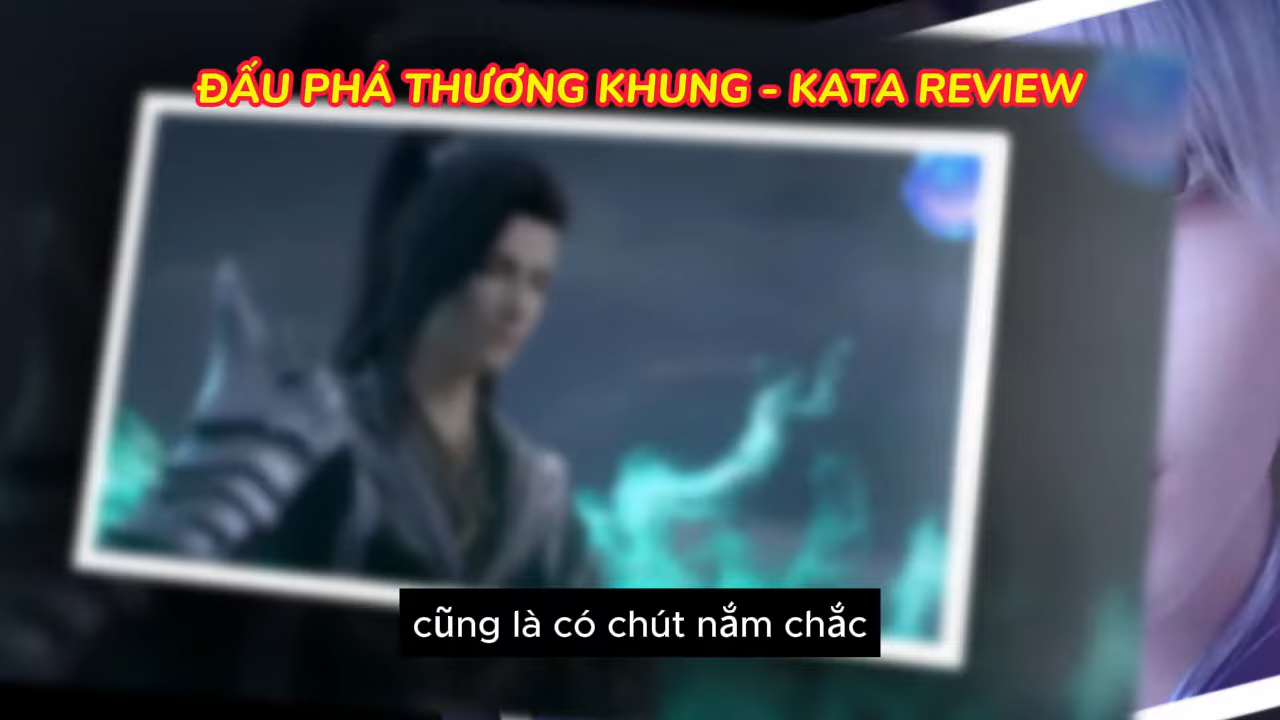 ĐẤU PHÁ THƯƠNG KHUNG - KATA REVIEW
cũng là có chút nắm chắc